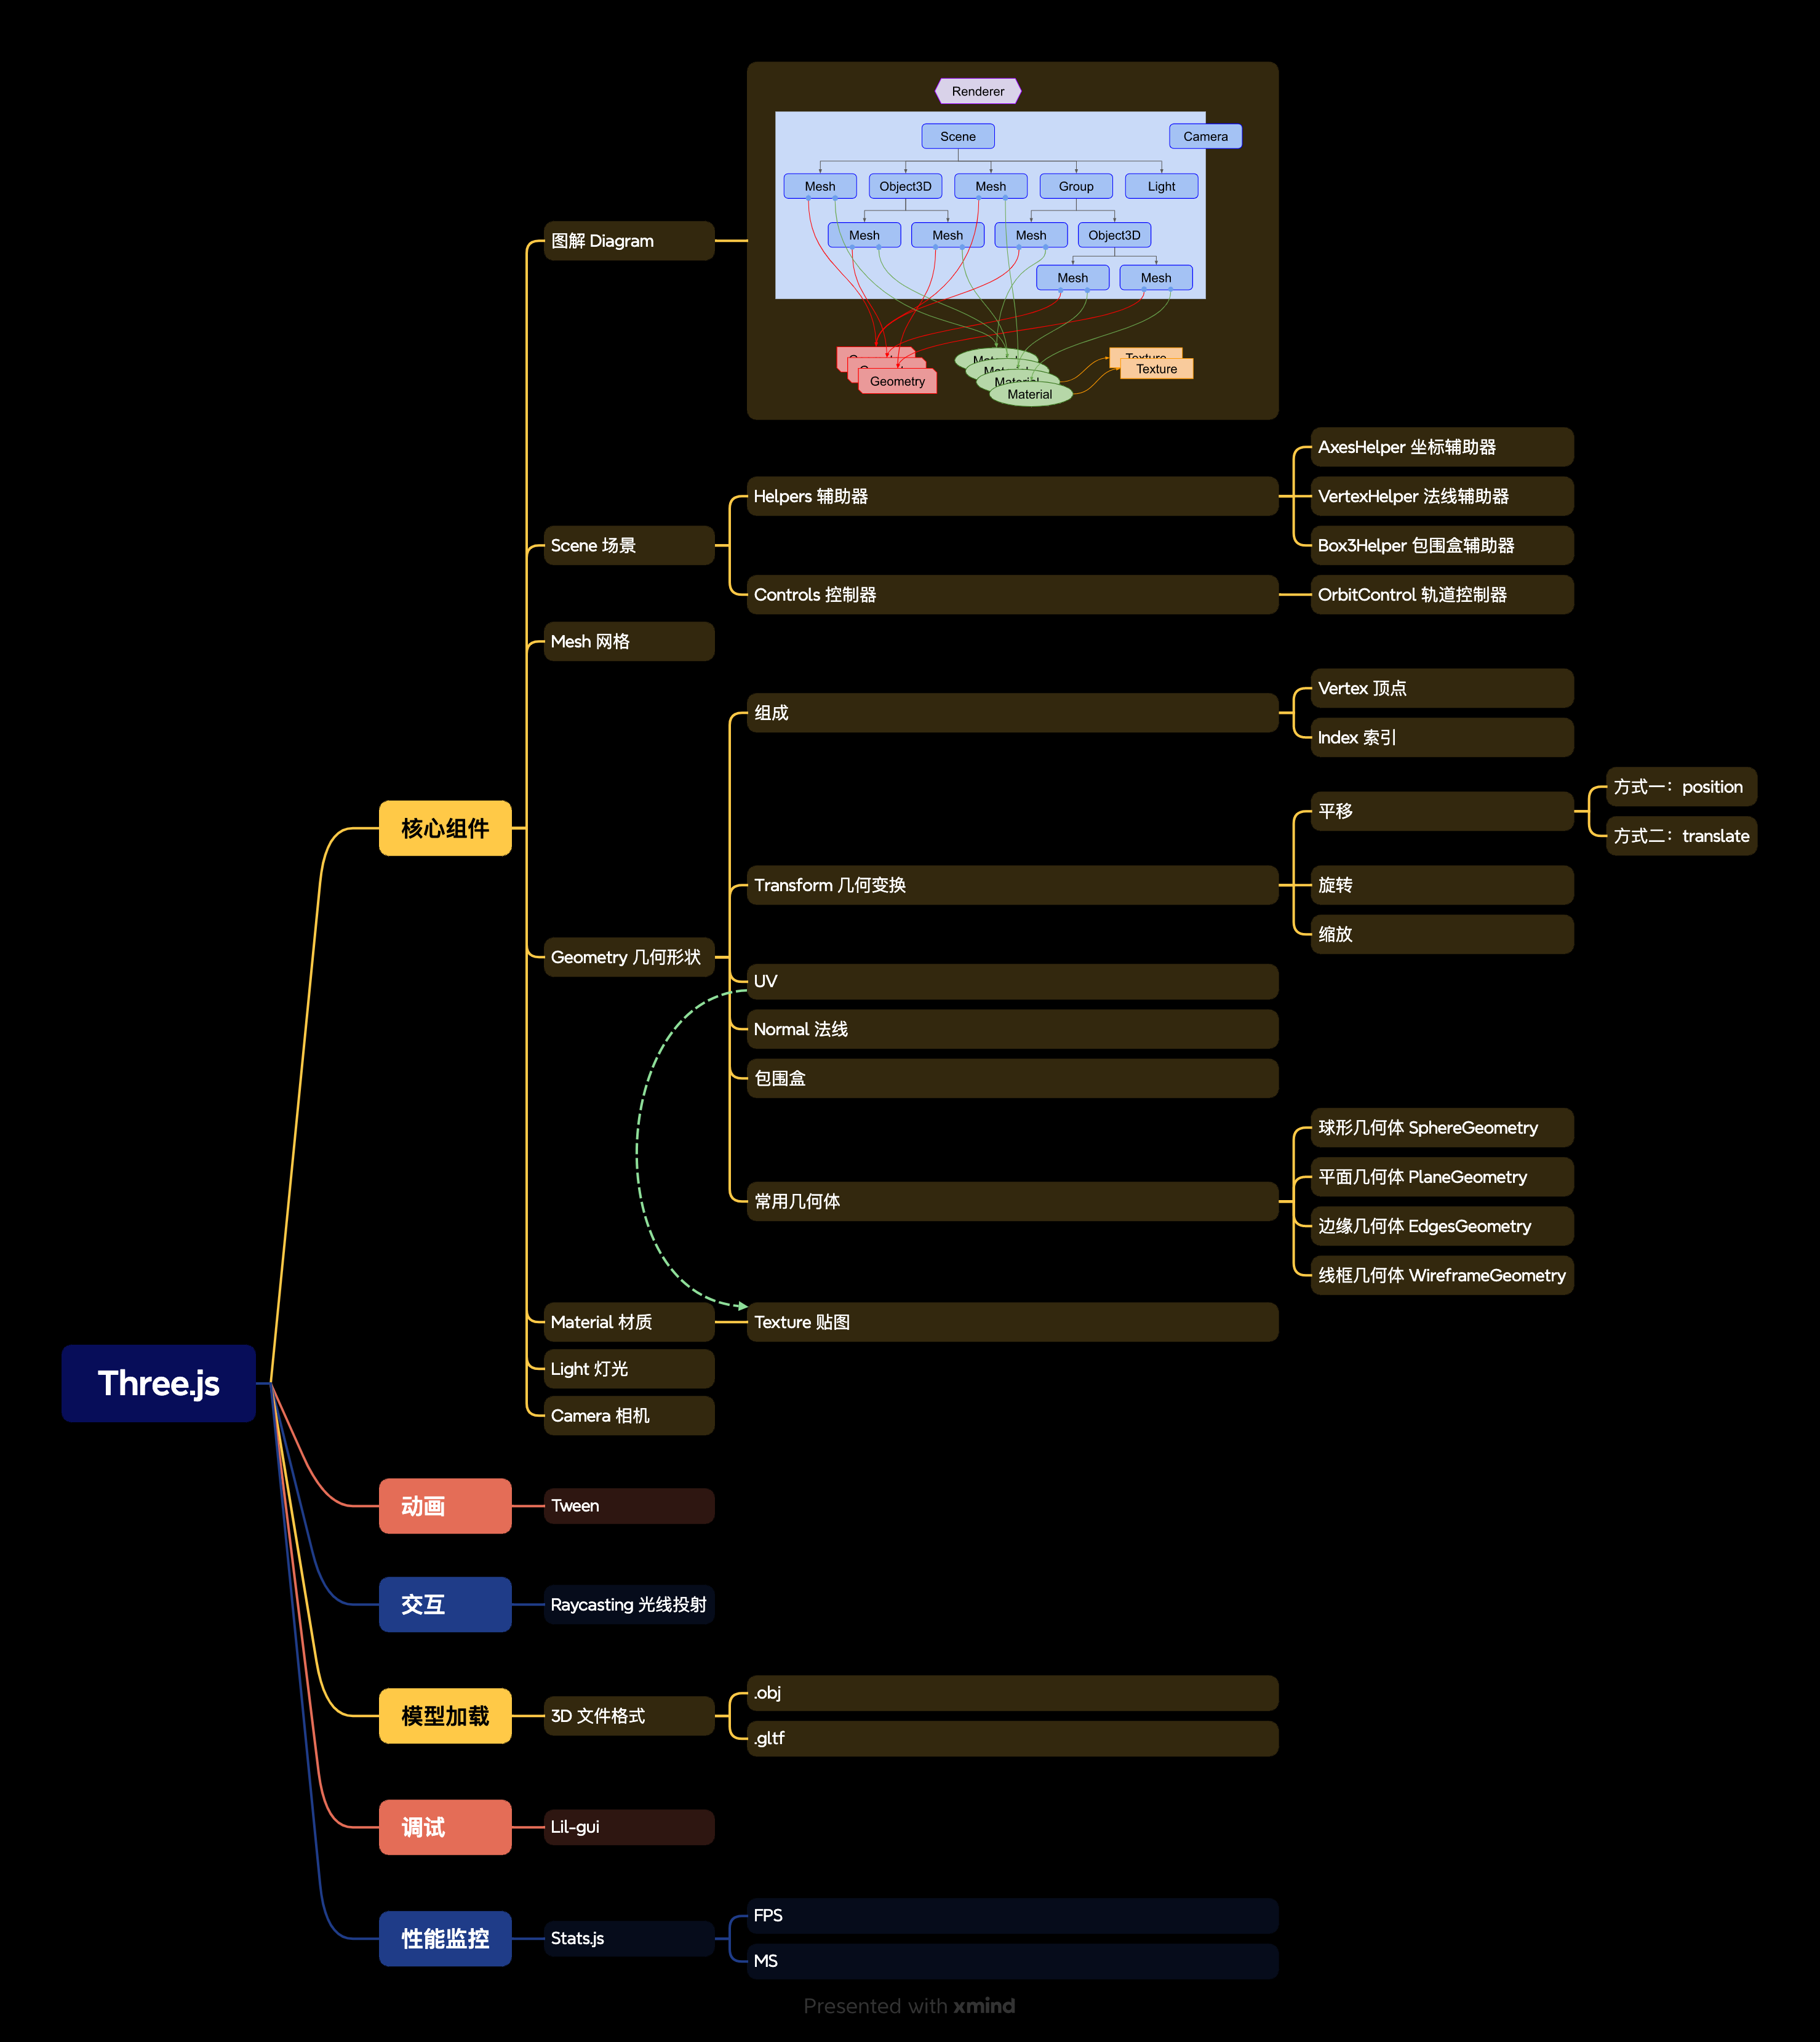 Renderer
Scene
Camera
Mesh
Object3D
Mesh
Group
Light
Mesh
Mesh
Mesh
Object3D
Mesh
Mesh
Geometry
Material
Material
Texture
Texture
图解 Diagram
AxesHelper 坐标辅助器
Helpers 辅助器
VertexHelper 法线辅助器
Scene 场景
Box3Helper 包围盒辅助器
Controls 控制器
OrbitControl 轨道控制器
Mesh 网格
Vertex 顶点
组成
Index 索引
方式一：position
平移
核心组件
方式二：translate
Transform 几何变换
旋转
缩放
Geometry 几何形状
UV
Normal 法线
包围盒
球形几何体 SphereGeometry
平面几何体 PlaneGeometry
常用几何体
边缘几何体 EdgesGeometry
线框几何体 WireframeGeometry
Material 材质
Texture 贴图
Light 灯光
Three.js
Camera 相机
动画
Tween
交互
Raycasting 光线投射
.obj
模型加载
3D 文件格式
.gltf
调试
Lil-gui
FPS
性能监控
Stats.js
MS
Presented with xmind